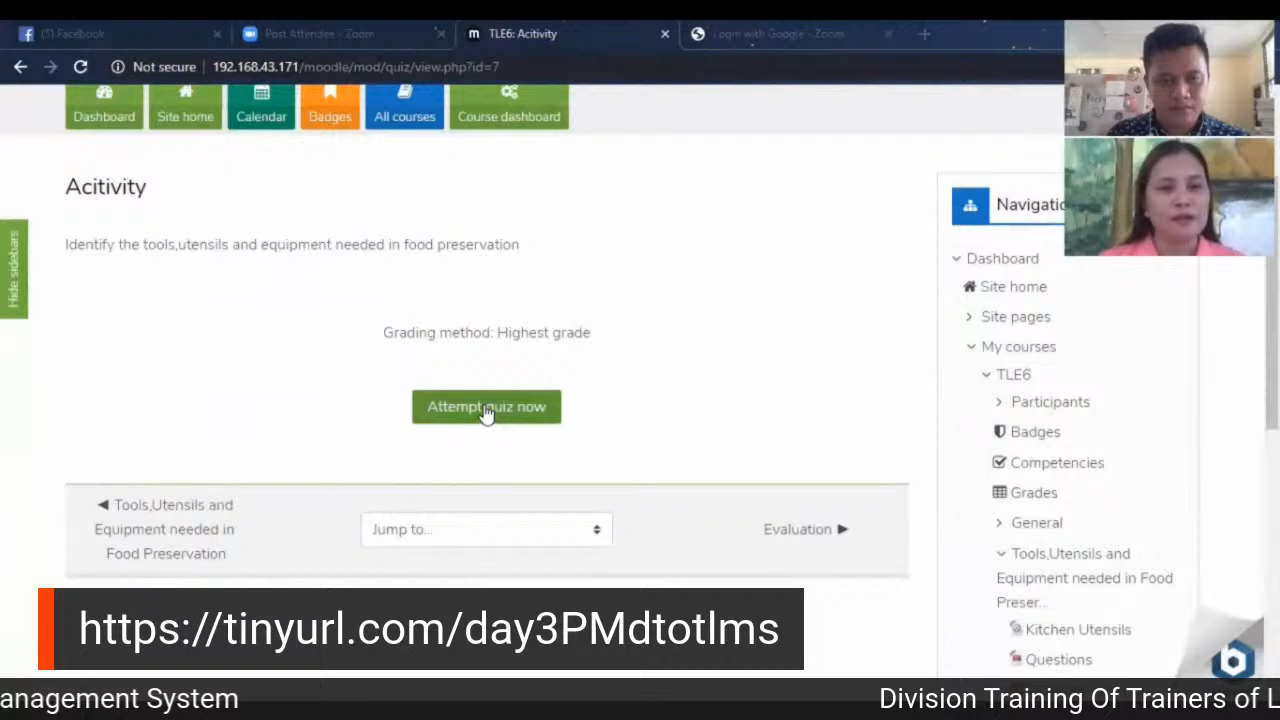 (5) Facebook
Post Attendee - Zoom
TLE6: Acitivity
Login with Google - Zoom
Not secure
192.168.43.171/moodle/mod/quiz/view.php?id=7
Dashboard
Site home
Calendar
Badges
All courses
Course dashboard
Acitivity
Hide sidebars
Identify the tools,utensils and equipment needed in food preservation
Grading method: Highest grade
Attempt quiz now
◀ Tools,Utensils and
Equipment needed in
Food Preservation
Jump to...
Evaluation ▶
Dashboard
Site home
Site pages
My courses
TLE6
Participants
Badges
Competencies
Grades
General
Tools,Utensils and
Equipment needed in Food
Preser...
Kitchen Utensils
Questions
https://tinyurl.com/day3PMdtotlms
anagement System
Division Training Of Trainers of L